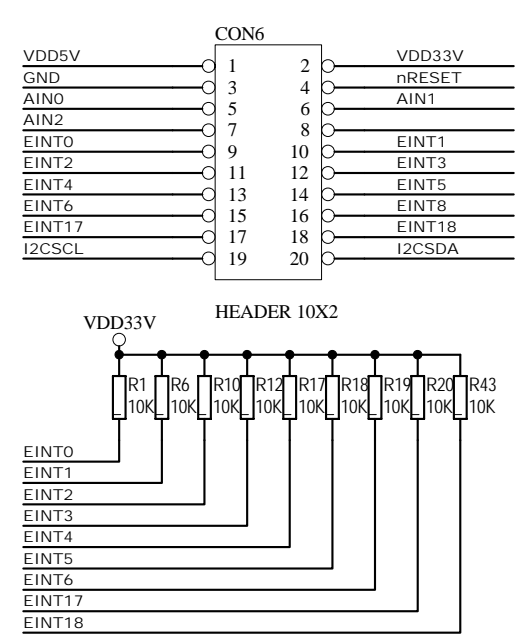 CON6
VDD5V 1 2 VDD33V
GND 3 4 nRESET
AIN0 5 6 AIN1
AIN2 7 8
EINT0 9 10 EINT1
EINT2 11 12 EINT3
EINT4 13 14 EINT5
EINT6 15 16 EINT8
EINT17 17 18 EINT18
I2CSCL 19 20 I2CSDA
HEADER 10X2
VDD33V
R1 R6 R10 R12 R17 R18 R19 R20 R43
10K 10K 10K 10K 10K 10K 10K 10K 10K
EINT0
EINT1
EINT2
EINT3
EINT4
EINT5
EINT6
EINT17
EINT18